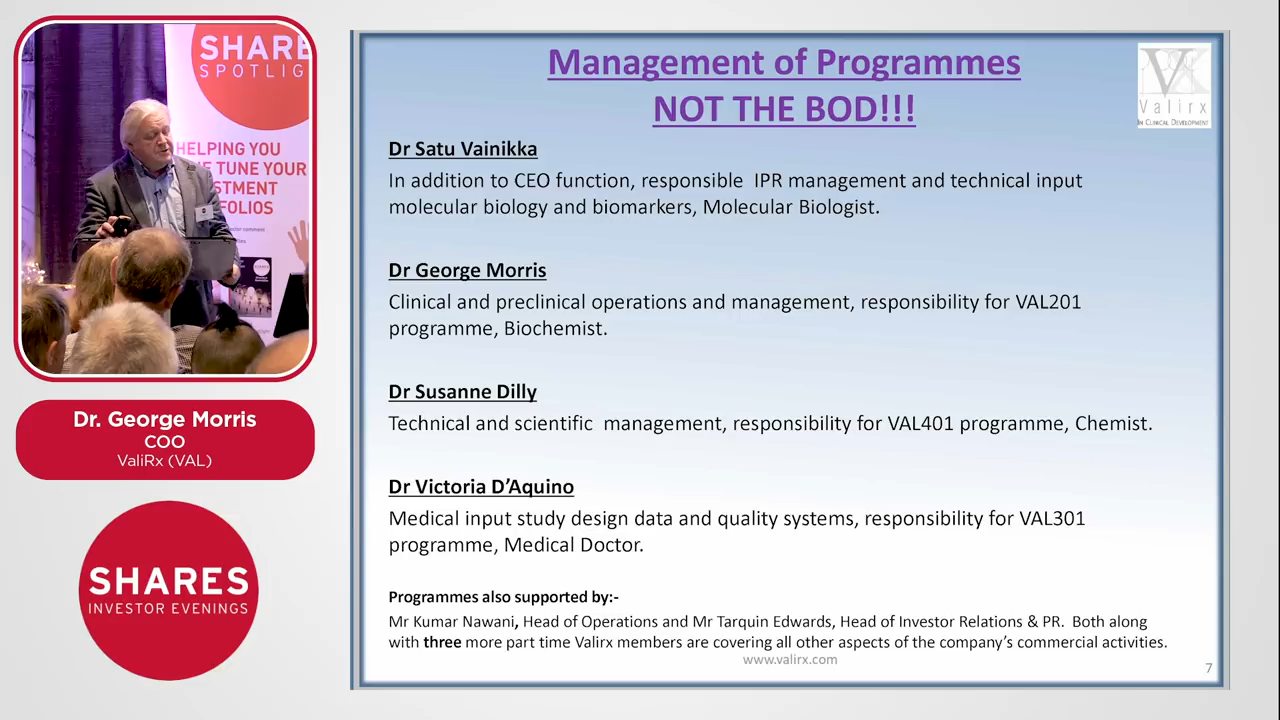 SHARE
SPOTLIG
HELPING YOU
TUNE YOUR
FOLIOS
Dr. George Morris
COO
ValiRx (VAL)
SHARES
INVESTOR EVENINGS
Management of Programmes
NOT THE BOD!!!
V
Valirx
IN CLINICAL DEVELOPMENT
Dr Satu Vainikka
In addition to CEO function, responsible IPR management and technical input
molecular biology and biomarkers, Molecular Biologist.
Dr George Morris
Clinical and preclinical operations and management, responsibility for VAL201
programme, Biochemist.
Dr Susanne Dilly
Technical and scientific management, responsibility for VAL401 programme, Chemist.
Dr Victoria D'Aquino
Medical input study design data and quality systems, responsibility for VAL301
programme, Medical Doctor.
Programmes also supported by:-
Mr Kumar Nawani, Head of Operations and Mr Tarquin Edwards, Head of Investor Relations & PR. Both along
with three more part time Valirx members are covering all other aspects of the company's commercial activities.
www.valirx.com
7